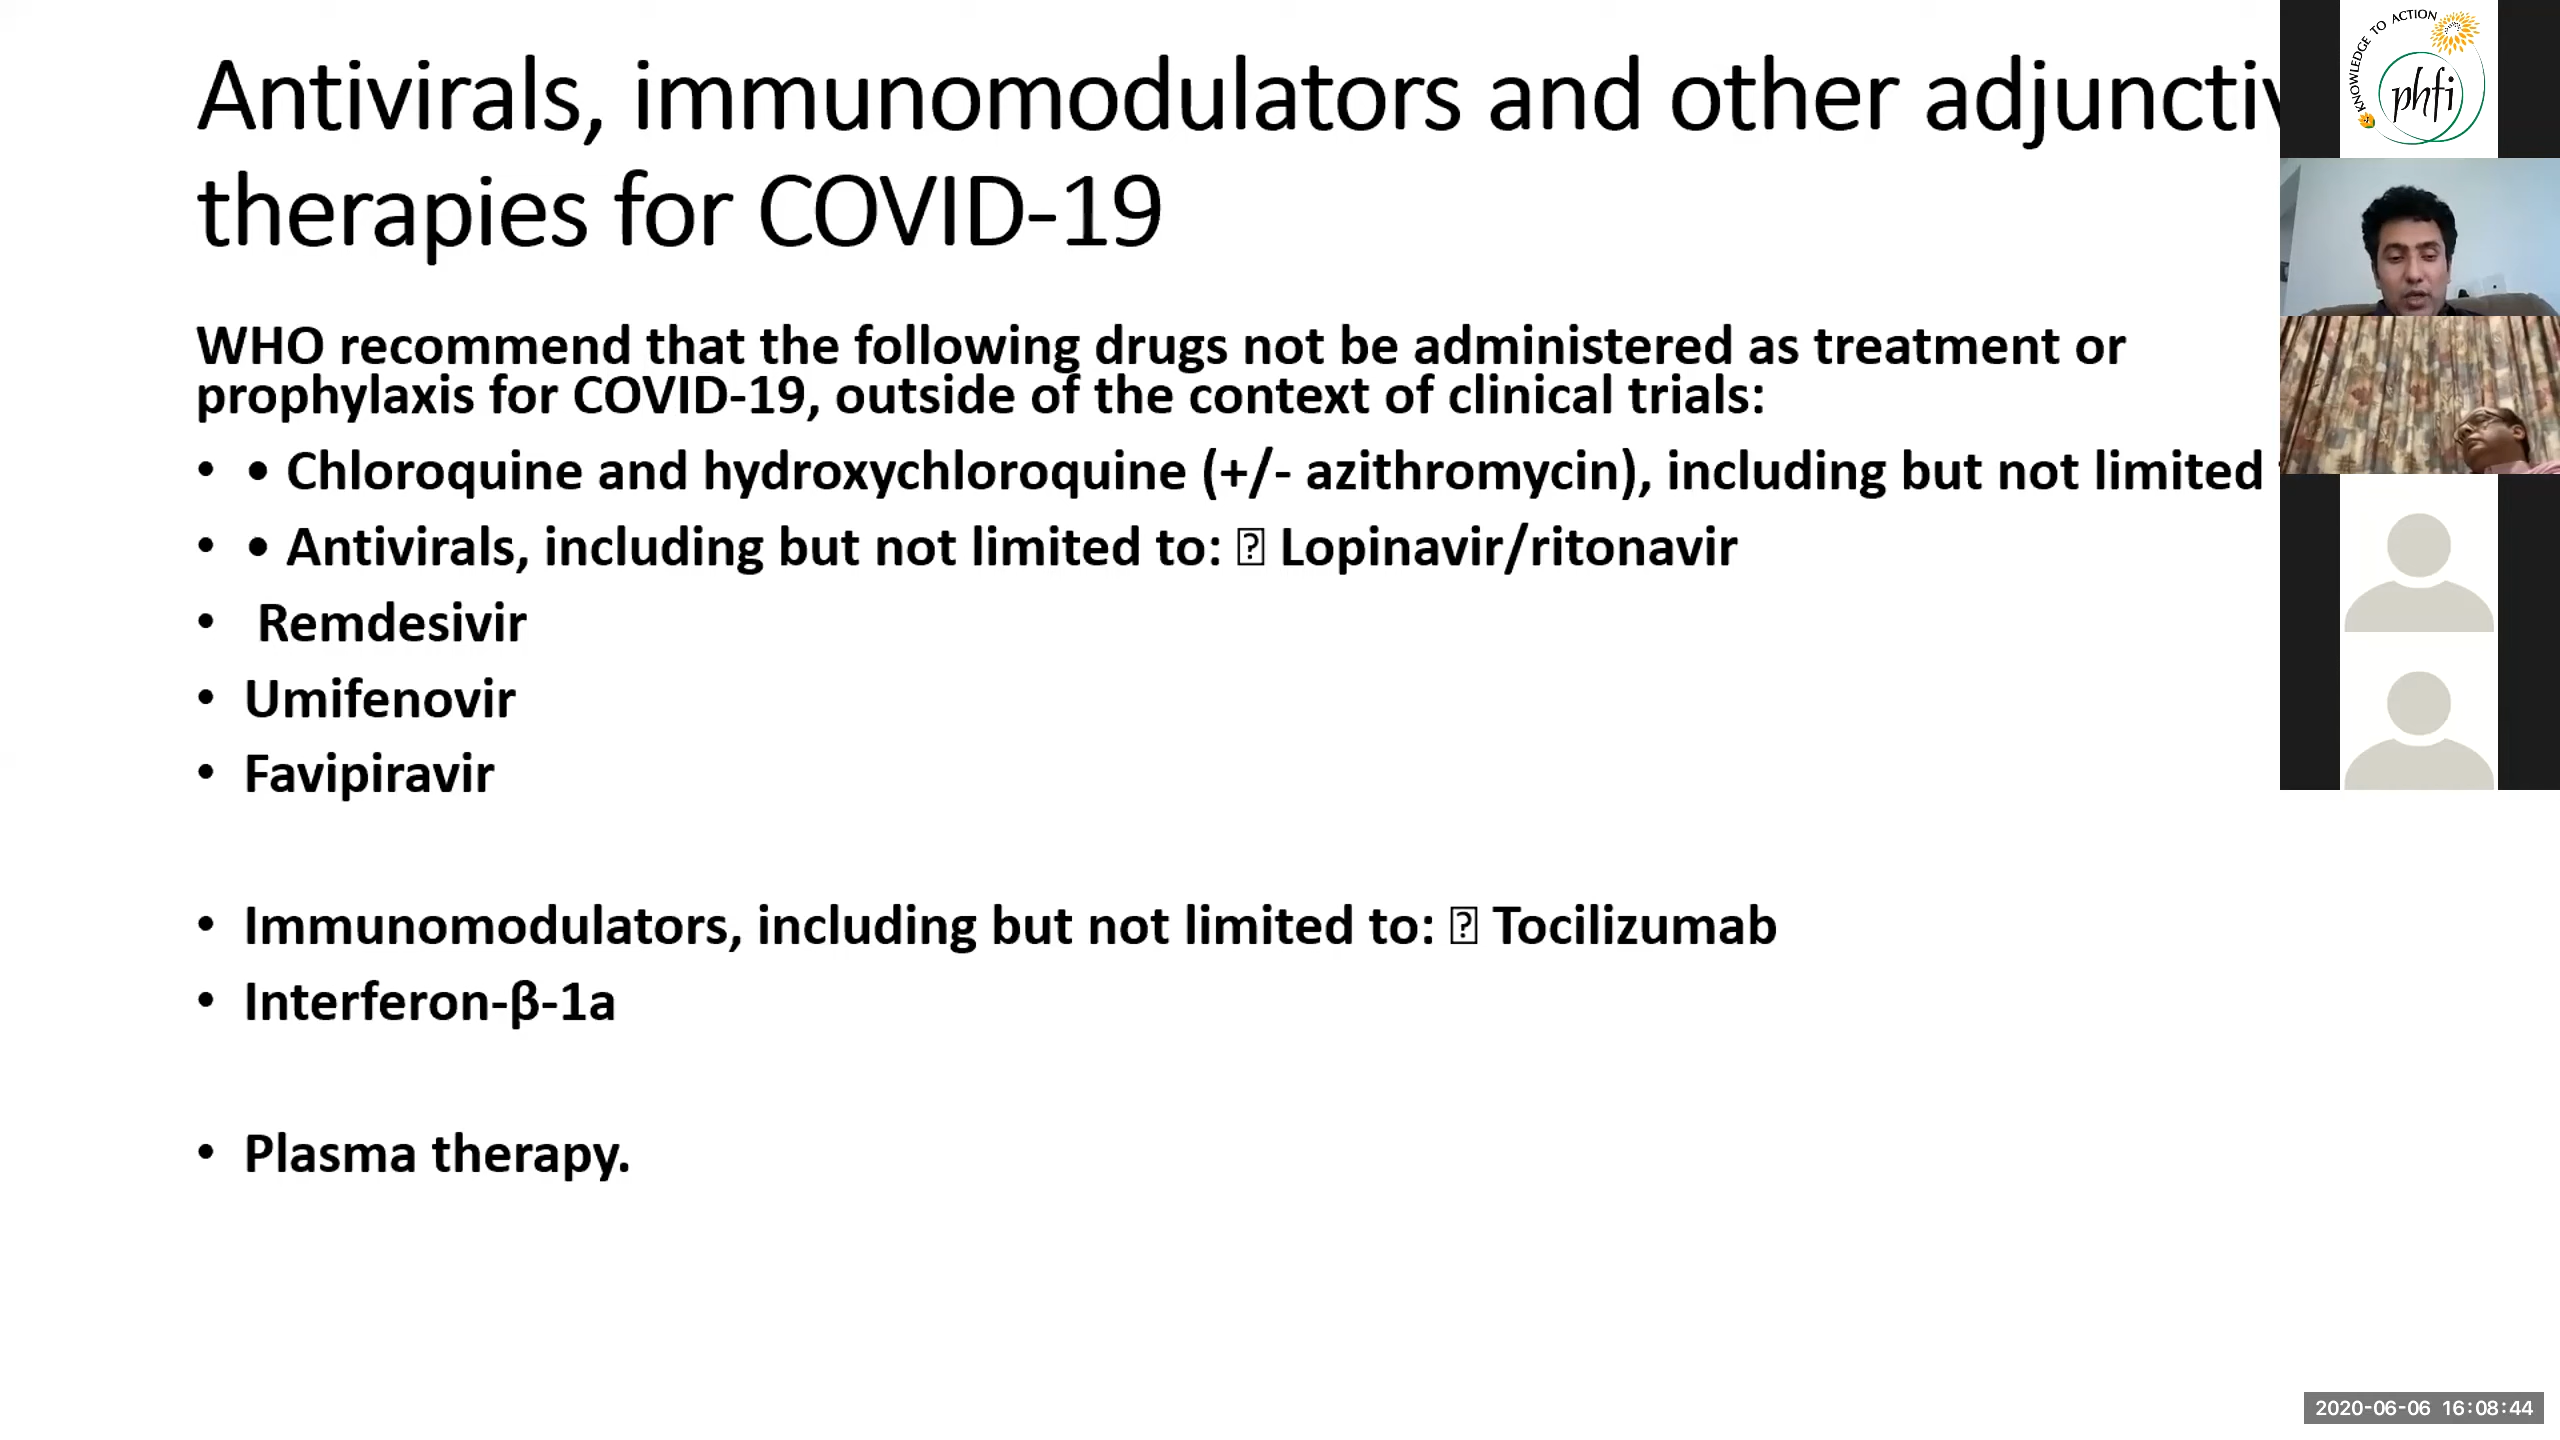 Antivirals, immunomodulators and other adjunctiv
therapies for COVID-19
WHO recommend that the following drugs not be administered as treatment or
prophylaxis for COVID-19, outside of the context of clinical trials:
• • Chloroquine and hydroxychloroquine (+/- azithromycin), including but not limited
• • Antivirals, including but not limited to: ⍰ Lopinavir/ritonavir
• Remdesivir
• Umifenovir
• Favipiravir
• Immunomodulators, including but not limited to: ⍰ Tocilizumab
• Interferon-β-1a
• Plasma therapy.
KNOWLEDGE TO ACTION
phfi
2020-06-06 16:08:44